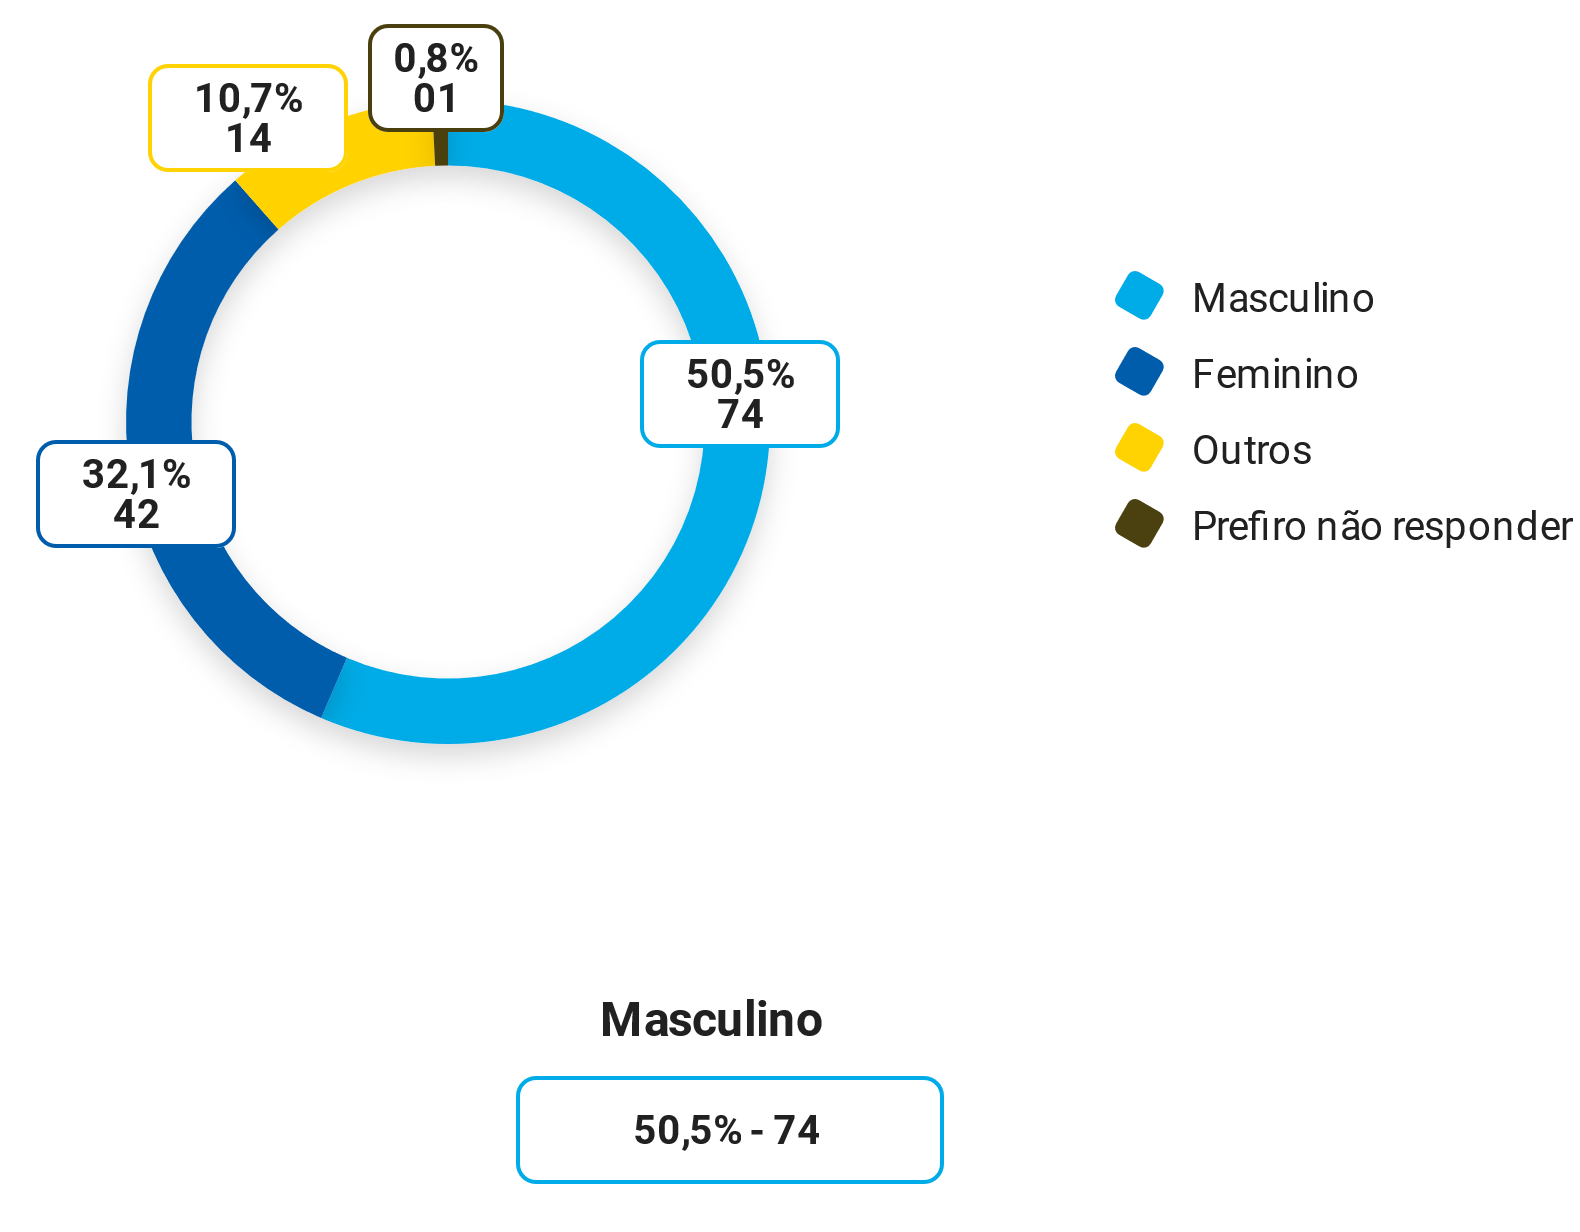 0,8%
01
10,7%
14
50,5%
74
32,1%
42
Masculino
Feminino
Outros
Prefiro não responder
Masculino
50,5% - 74